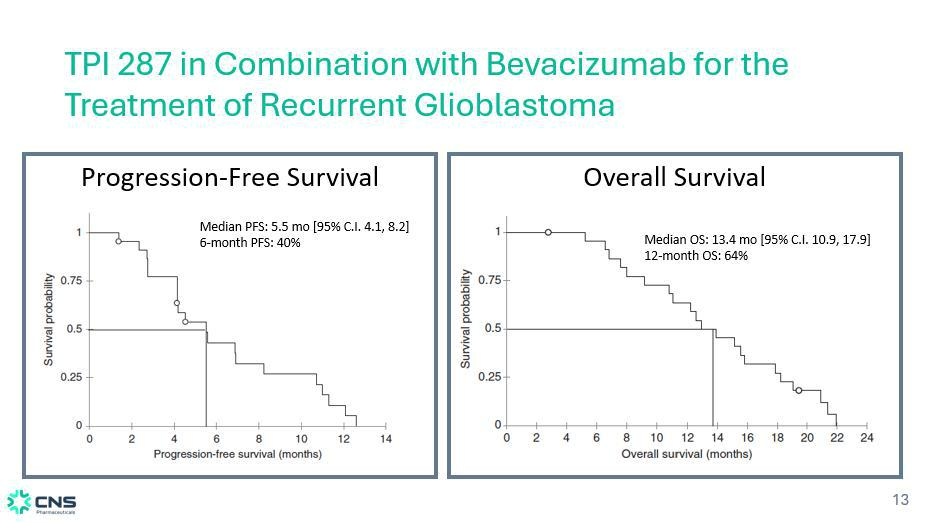 TPI 287 in Combination with Bevacizumab for the
Treatment of Recurrent Glioblastoma
Progression-Free Survival
Median PFS: 5.5 mo [95% C.I. 4.1, 8.2]
6-month PFS: 40%
Survival probability
1
0.75
0.5
0.25
0
0 2 4 6 8 10 12 14
Progression-free survival (months)
Overall Survival
Median OS: 13.4 mo [95% C.I. 10.9, 17.9]
12-month OS: 64%
Survival probability
1
0.75
0.5
0.25
0
0 2 4 6 8 10 12 14 16 18 20 22 24
Overall survival (months)
CNS
Pharmaceuticals
13